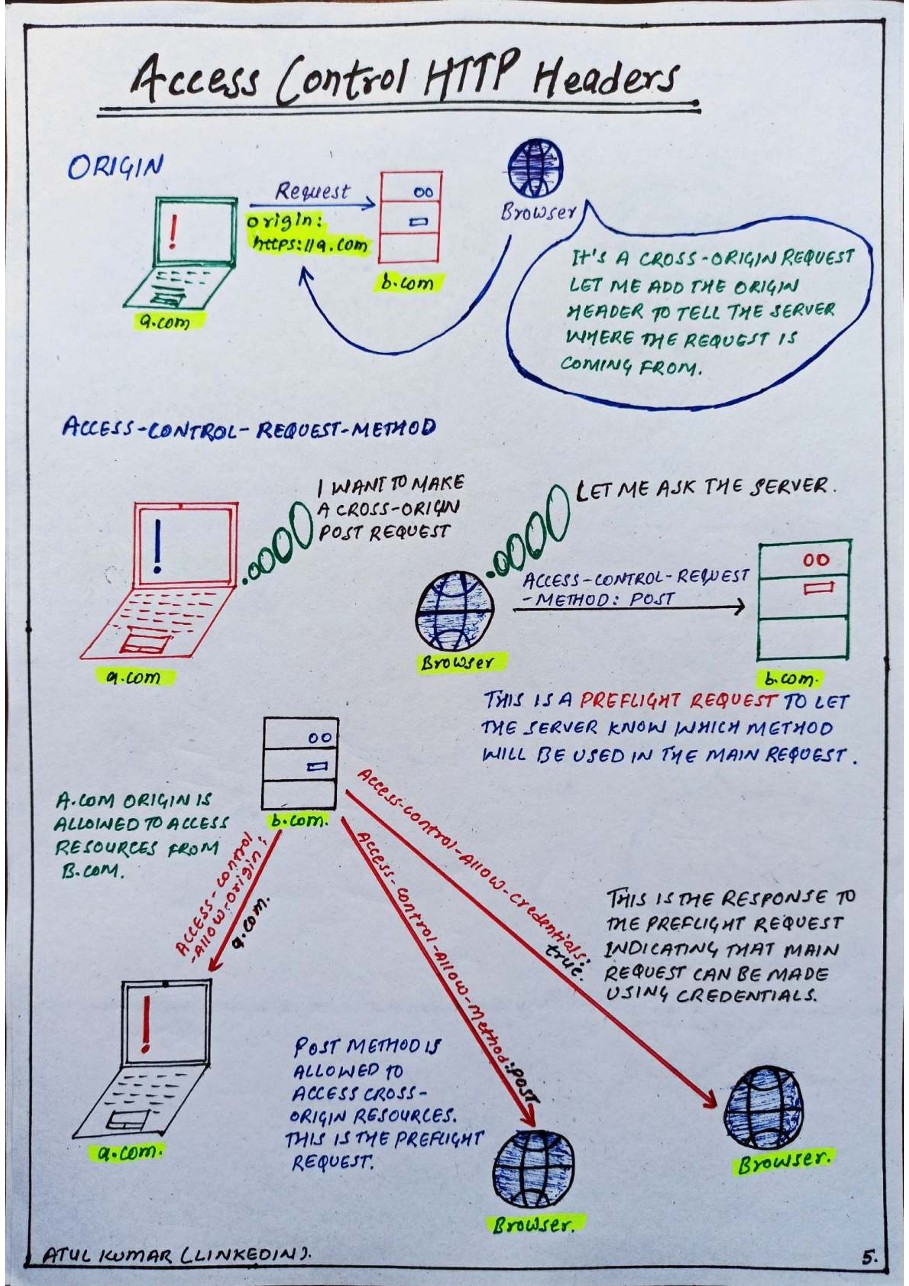 Access Control HTTP Headers
ORIGIN
Request
origin:
https://a.com
a.com
b.com
Browser
IT'S A CROSS-ORIGIN REQUEST
LET ME ADD THE ORIGIN
HEADER TO TELL THE SERVER
WHERE THE REQUEST IS
COMING FROM.
ACCESS-CONTROL-REQUEST-METHOD
I WANT TO MAKE
A CROSS-ORIGIN
POST REQUEST
a.com
LET ME ASK THE SERVER.
ACCESS-CONTROL-REQUEST
-METHOD: POST
Browser
b.com.
THIS IS A PREFLIGHT REQUEST TO LET
THE SERVER KNOW WHICH METHOD
WILL BE USED IN THE MAIN REQUEST.
b.com.
A.COM ORIGIN IS
ALLOWED TO ACCESS
RESOURCES FROM
B.COM.
Access-control
-Allow-origin:
a.com.
a.com.
Access-control-Allow-Method:POST
POST METHOD IS
ALLOWED TO
ACCESS CROSS-
ORIGIN RESOURCES.
THIS IS THE PREFLIGHT
REQUEST.
Browser.
Access-control-Allow-credentials:
true.
THIS IS THE RESPONSE TO
THE PREFLIGHT REQUEST
INDICATING THAT MAIN
REQUEST CAN BE MADE
USING CREDENTIALS.
Browser.
ATUL KUMAR (LINKEDIN).
5.